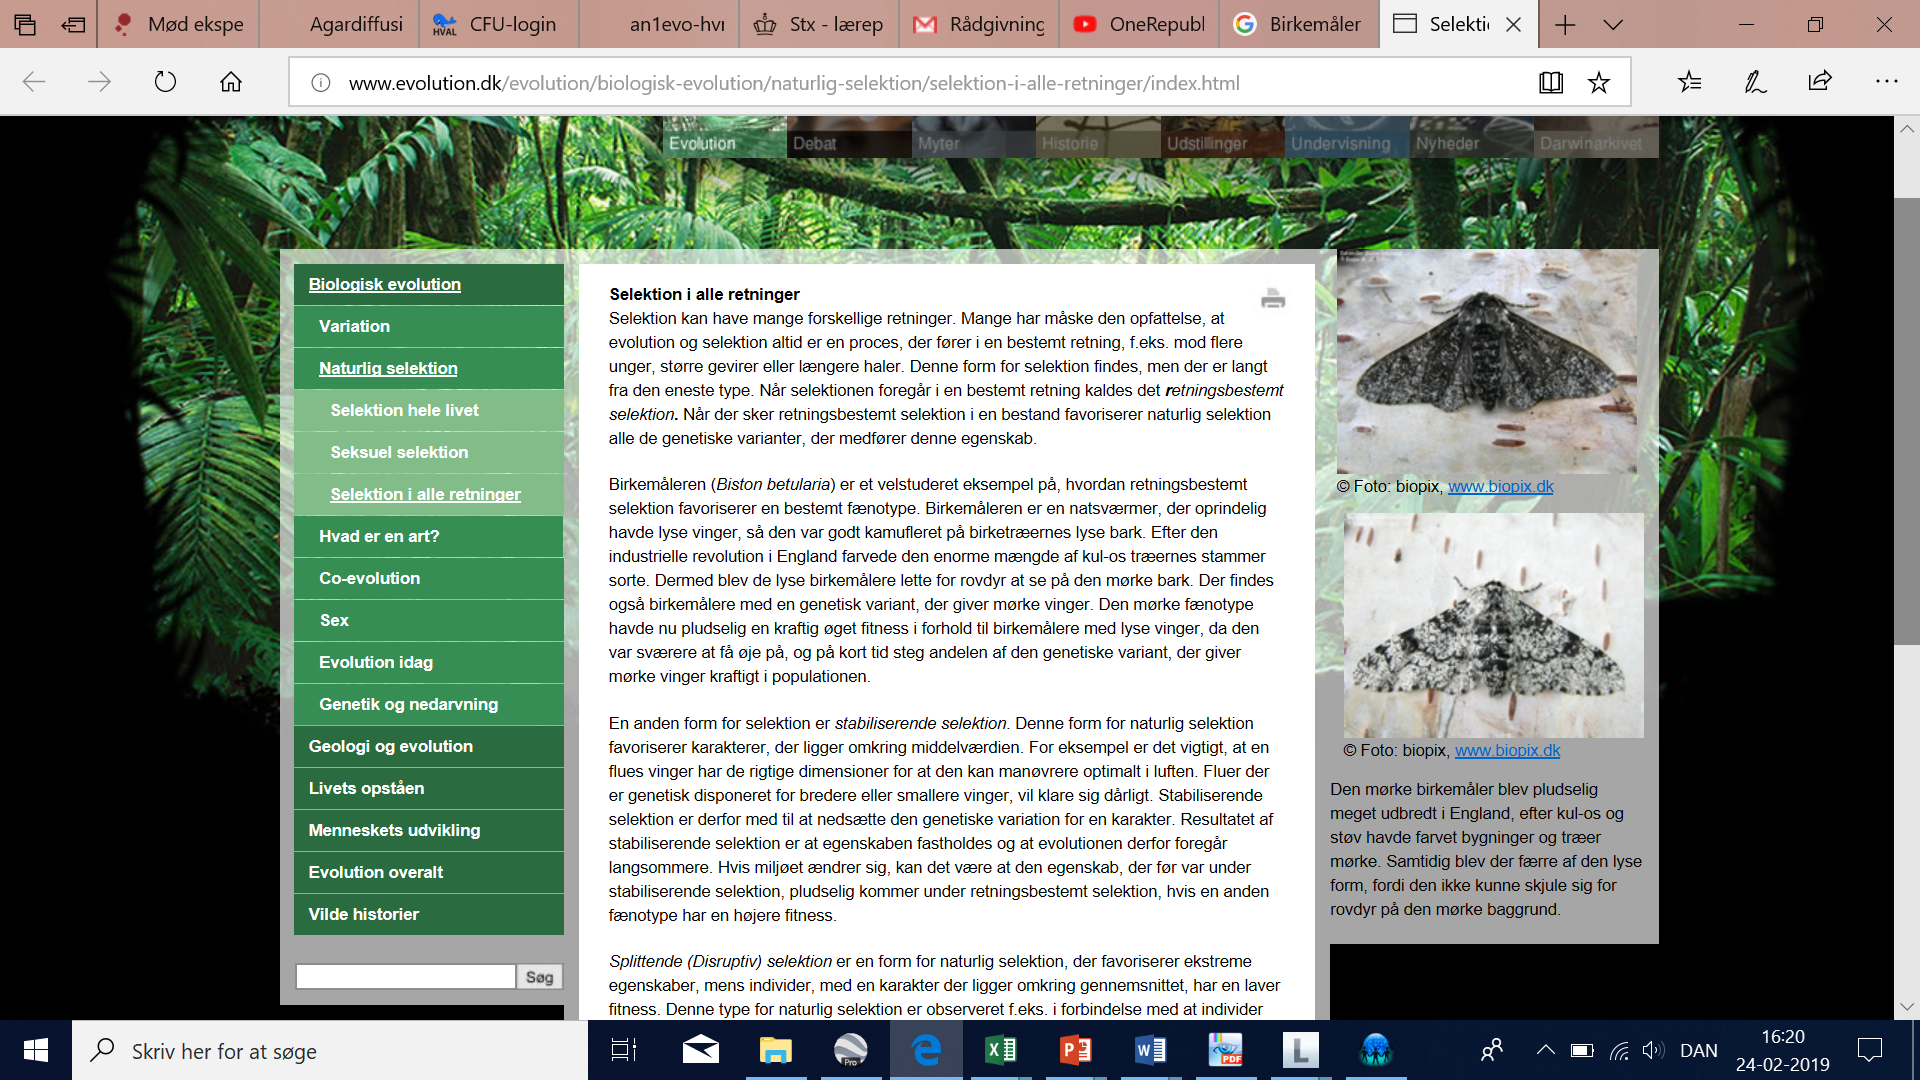 Mød ekspe
Agardiffusi
CFU-login
an1evo-hvr
Stx - lærep
Rådgivning
OneRepubl
Birkemåler
Selekti
HVAL
www.evolution.dk/evolution/biologisk-evolution/naturlig-selektion/selektion-i-alle-retninger/index.html
Evolution
Debat
Myter
Historie
Udstillinger
Undervisning
Nyheder
Darwinarkivet
Biologisk evolution
Variation
Naturlig selektion
Selektion hele livet
Seksuel selektion
Selektion i alle retninger
Hvad er en art?
Co-evolution
Sex
Evolution idag
Genetik og nedarvning
Geologi og evolution
Livets opståen
Menneskets udvikling
Evolution overalt
Vilde historier
Søg
Selektion i alle retninger
Selektion kan have mange forskellige retninger. Mange har måske den opfattelse, at
evolution og selektion altid er en proces, der fører i en bestemt retning, f.eks. mod flere
unger, større gevirer eller længere haler. Denne form for selektion findes, men der er langt
fra den eneste type. Når selektionen foregår i en bestemt retning kaldes det retningsbestemt
selektion. Når der sker retningsbestemt selektion i en bestand favoriserer naturlig selektion
alle de genetiske varianter, der medfører denne egenskab.
Birkemåleren (Biston betularia) er et velstuderet eksempel på, hvordan retningsbestemt
selektion favoriserer en bestemt fænotype. Birkemåleren er en natsværmer, der oprindelig
havde lyse vinger, så den var godt kamufleret på birketræernes lyse bark. Efter den
industrielle revolution i England farvede den enorme mængde af kul-os træernes stammer
sorte. Dermed blev de lyse birkemålere lette for rovdyr at se på den mørke bark. Der findes
også birkemålere med en genetisk variant, der giver mørke vinger. Den mørke fænotype
havde nu pludselig en kraftig øget fitness i forhold til birkemålere med lyse vinger, da den
var sværere at få øje på, og på kort tid steg andelen af den genetiske variant, der giver
mørke vinger kraftigt i populationen.
En anden form for selektion er stabiliserende selektion. Denne form for naturlig selektion
favoriserer karakterer, der ligger omkring middelværdien. For eksempel er det vigtigt, at en
flues vinger har de rigtige dimensioner for at den kan manøvrere optimalt i luften. Fluer der
er genetisk disponeret for bredere eller smallere vinger, vil klare sig dårligt. Stabiliserende
selektion er derfor med til at nedsætte den genetiske variation for en karakter. Resultatet af
stabiliserende selektion er at egenskaben fastholdes og at evolutionen derfor foregår
langsommere. Hvis miljøet ændrer sig, kan det være at den egenskab, der før var under
stabiliserende selektion, pludselig kommer under retningsbestemt selektion, hvis en anden
fænotype har en højere fitness.
Splittende (Disruptiv) selektion er en form for naturlig selektion, der favoriserer ekstreme
egenskaber, mens individer, med en karakter der ligger omkring gennemsnittet, har en laver
fitness. Denne type for naturlig selektion er observeret f.eks. i forbindelse med at individer
© Foto: biopix, www.biopix.dk
© Foto: biopix, www.biopix.dk
Den mørke birkemåler blev pludselig
meget udbredt i England, efter kul-os og
støv havde farvet bygninger og træer
mørke. Samtidig blev der færre af den lyse
form, fordi den ikke kunne skjule sig for
rovdyr på den mørke baggrund.
Skriv her for at søge
Pro
PDF
DAN
16:20
24-02-2019